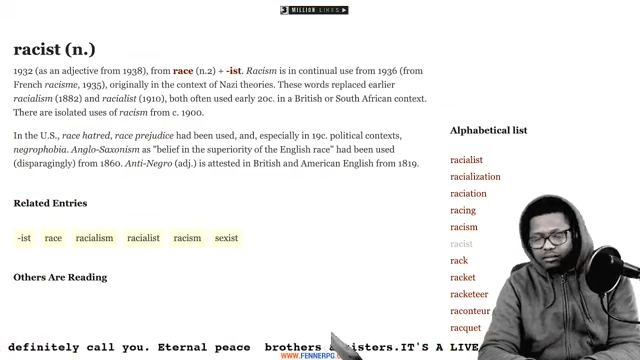 3 MILLION LIKES
racist (n.)
1932 (as an adjective from 1938), from race (n.2) + -ist. Racism is in continual use from 1936 (from
French racisme, 1935), originally in the context of Nazi theories. These words replaced earlier
racialism (1882) and racialist (1910), both often used early 20c. in a British or South African context.
There are isolated uses of racism from c. 1900.
In the U.S., race hatred, race prejudice had been used, and, especially in 19c. political contexts,
negrophobia. Anglo-Saxonism as "belief in the superiority of the English race" had been used
(disparagingly) from 1860. Anti-Negro (adj.) is attested in British and American English from 1819.
Related Entries
-ist race racialism racialist racism sexist
Others Are Reading
Alphabetical list
racialist
racialization
raciation
racing
racism
racist
rack
racket
racketeer
raconteur
racquet
definitely call you. Eternal peace brothers &sisters.IT'S A LIVE
WWW.FENNERPG.